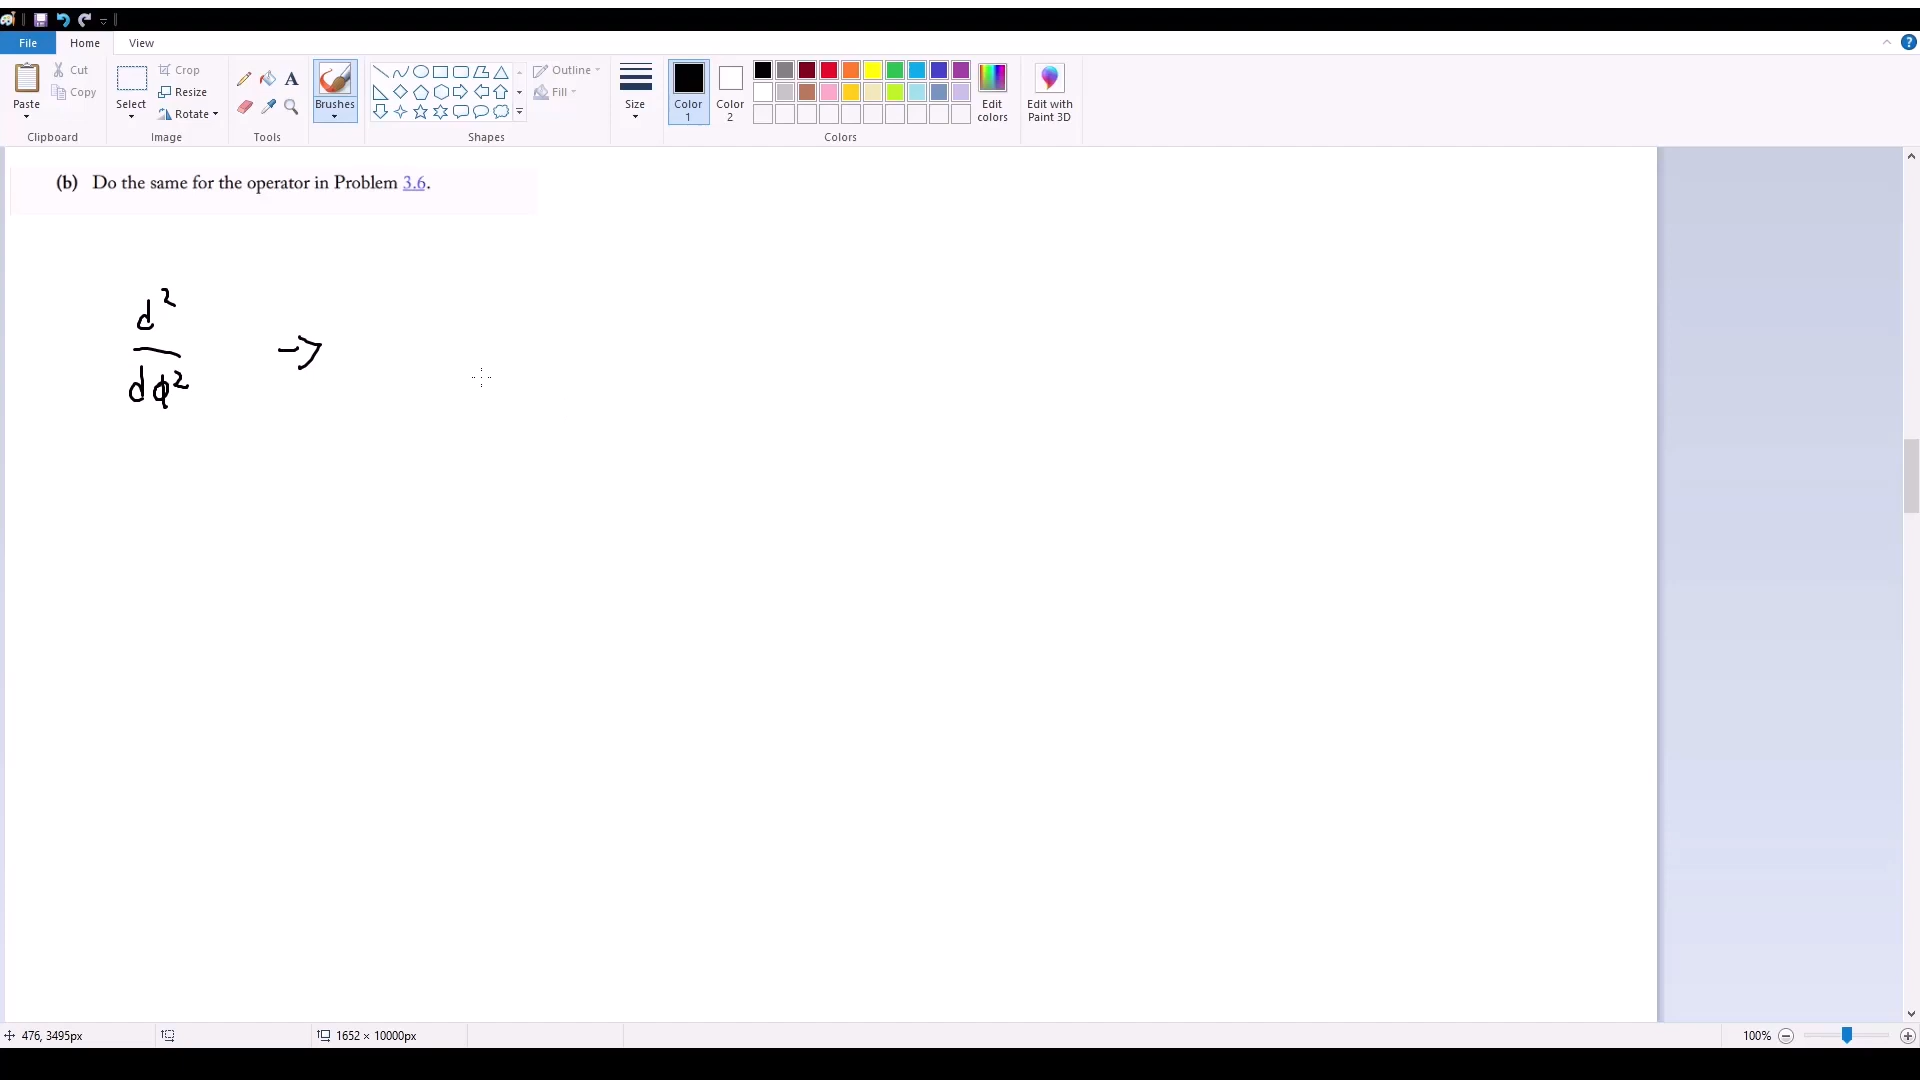 File Home View
Paste
Cut
Copy
Clipboard
Select
Crop
Resize
Rotate
Image
A
Tools
Brushes
Shapes
Outline
Fill
Size
Color 1
Color 2
Edit colors
Colors
Edit with Paint 3D
?
(b) Do the same for the operator in Problem 3.6.
d²
dϕ²
→
476, 3495px
1652 × 10000px
100%